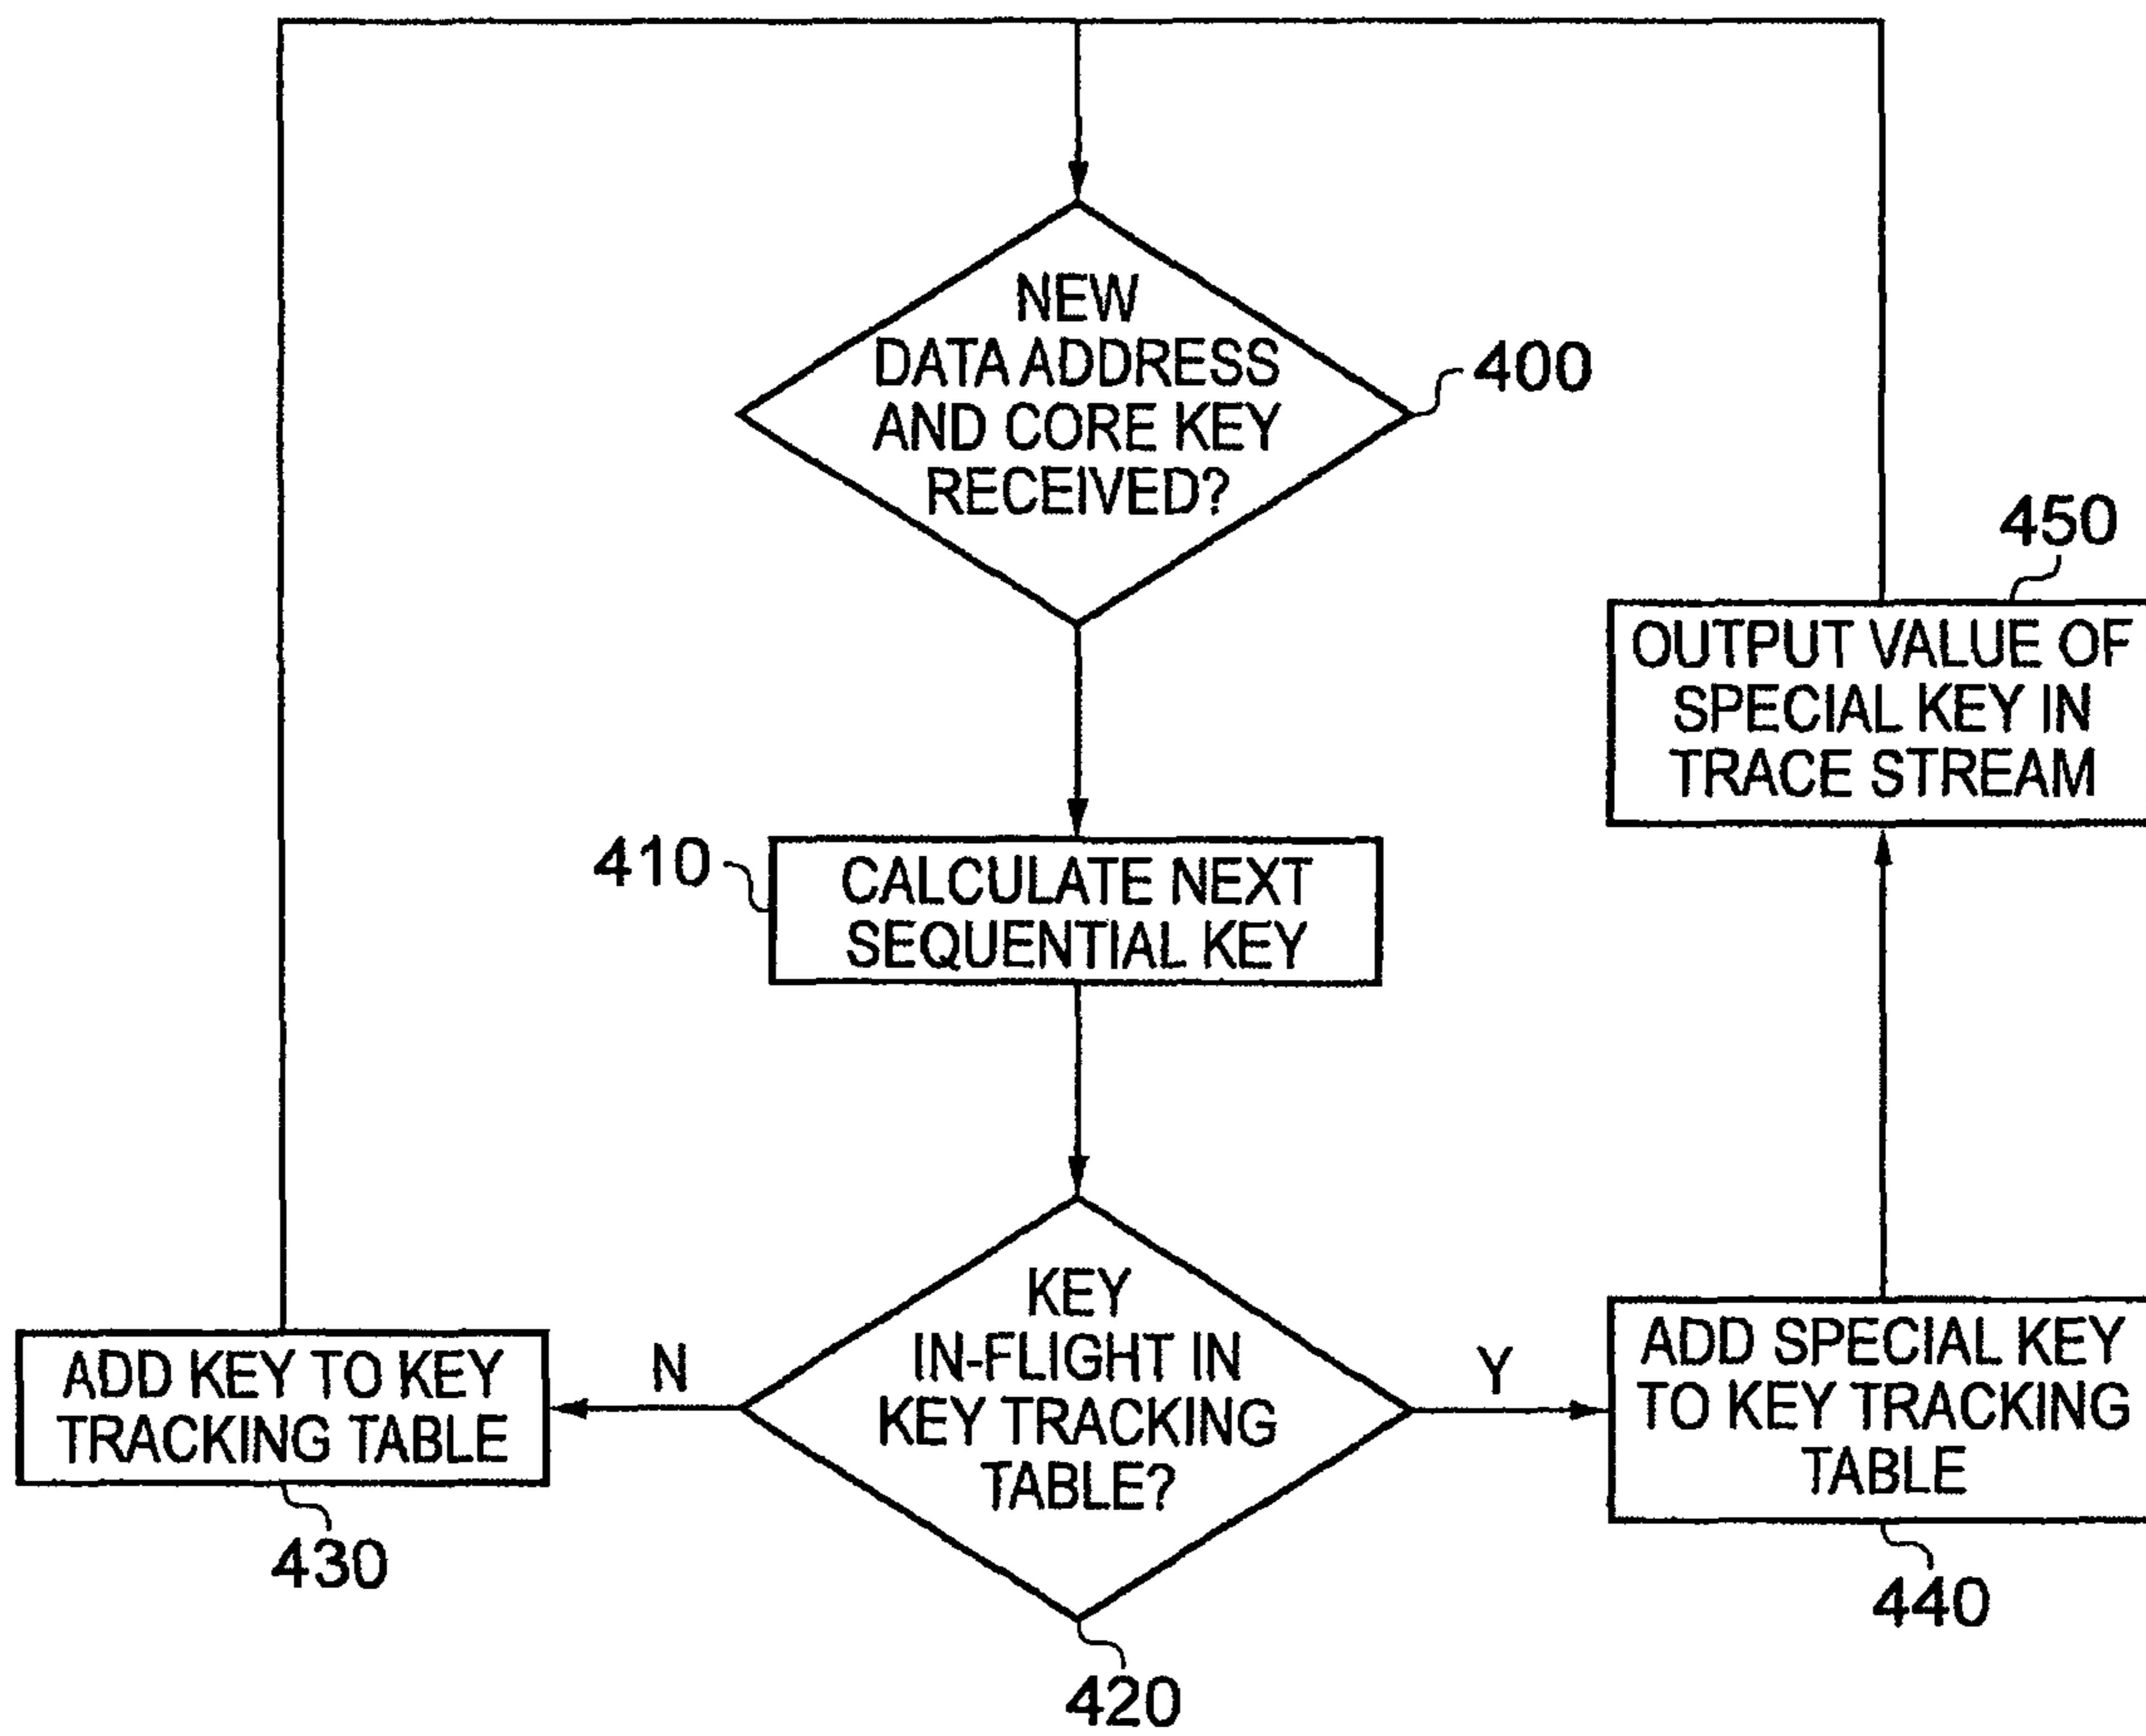 NEW
DATA ADDRESS
AND CORE KEY
RECEIVED?
400
450
OUTPUT VALUE OF
SPECIAL KEY IN
TRACE STREAM
410
CALCULATE NEXT
SEQUENTIAL KEY
KEY
IN-FLIGHT IN
KEY TRACKING
TABLE?
N
Y
ADD KEY TO KEY
TRACKING TABLE
ADD SPECIAL KEY
TO KEY TRACKING
TABLE
430
440
420